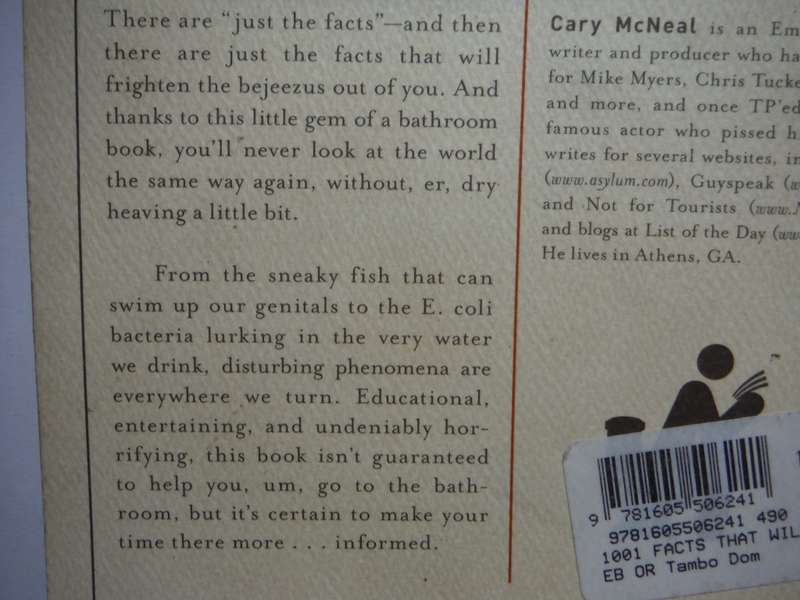 There are "just the facts"—and then
there are just the facts that will
frighten the bejeezus out of you. And
thanks to this little gem of a bathroom
book, you'll never look at the world
the same way again, without, er, dry
heaving a little bit.
From the sneaky fish that can
swim up our genitals to the E. coli
bacteria lurking in the very water
we drink, disturbing phenomena are
everywhere we turn. Educational,
entertaining, and undeniably hor-
rifying, this book isn't guaranteed
to help you, um, go to the bath-
room, but it's certain to make your
time there more . . . informed.
Cary McNeal is an Em
writer and producer who ha
for Mike Myers, Chris Tucke
and more, and once TP'ed
famous actor who pissed h
writes for several websites, in
(www.asylum.com), Guyspeak (w
and Not for Tourists (www.
and blogs at List of the Day (ww
He lives in Athens, GA.
9 781605 506241
9781605506241 490
1001 FACTS THAT WIL
EB OR Tambo Dom